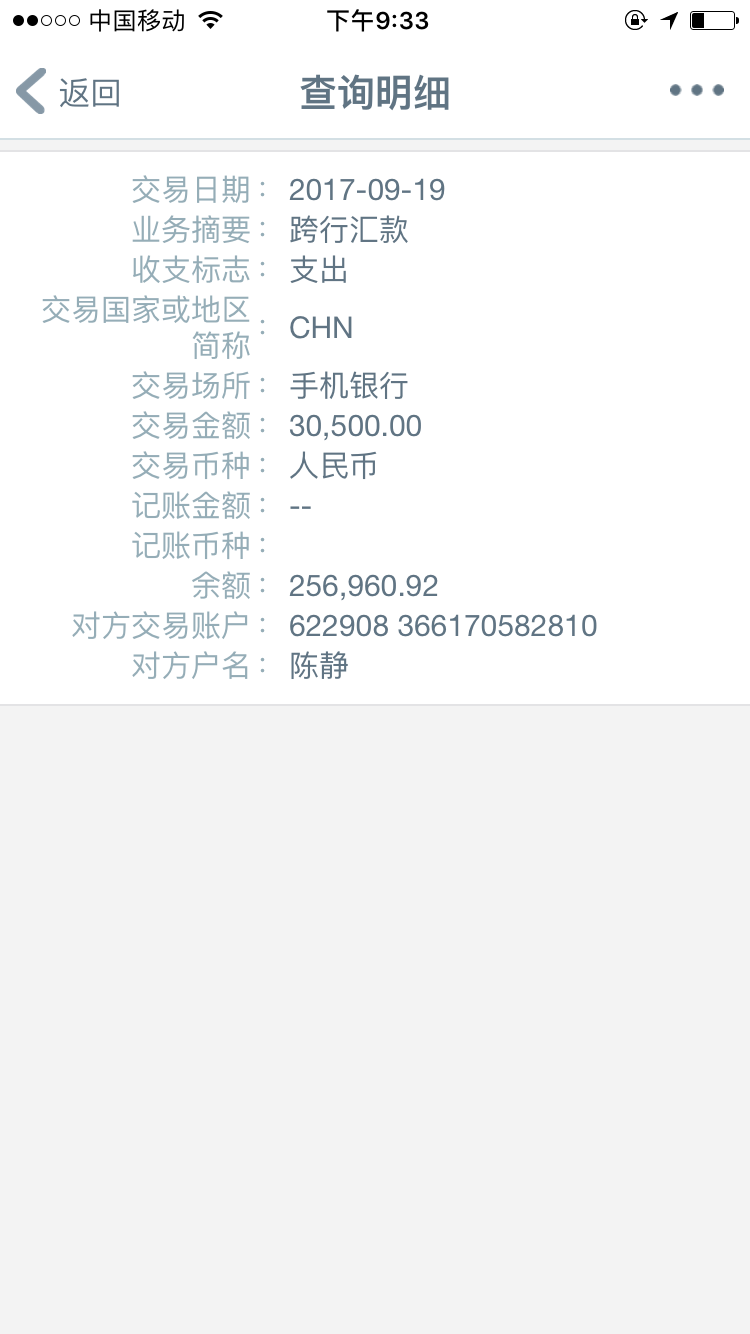 中国移动 下午9:33
返回 查询明细
交易日期： 2017-09-19
业务摘要： 跨行汇款
收支标志： 支出
交易国家或地区
简称： CHN
交易场所： 手机银行
交易金额： 30,500.00
交易币种： 人民币
记账金额： --
记账币种：
余额： 256,960.92
对方交易账户： 622908 366170582810
对方户名： 陈静